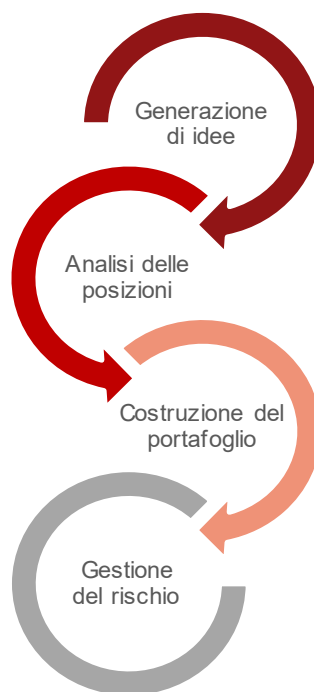 Generazione
di idee
Analisi delle
posizioni
Costruzione del
portafoglio
Gestione
del rischio